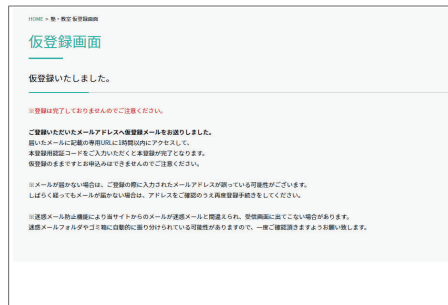 HOME > 塾・教室 仮登録画面
仮登録画面
仮登録いたしました。
※登録は完了しておりませんのでご注意ください。
ご登録いただいたメールアドレスへ仮登録メールをお送りしました。
届いたメールに記載の専用URLに1時間以内にアクセスして、
本登録用認証コードをご入力いただくと本登録が完了となります。
仮登録のままですとお申込みはできませんのでご注意ください。
※メールが届かない場合は、ご登録の際に入力されたメールアドレスが誤っている可能性がございます。
しばらく経ってもメールが届かない場合は、アドレスをご確認のうえ再度登録手続きをしてください。
※迷惑メール防止機能により当サイトからのメールが迷惑メールと間違えられ、受信画面に出てこない場合があります。
迷惑メールフォルダやゴミ箱に自動的に振り分けられている可能性がありますので、一度ご確認頂きますようお願い致します。